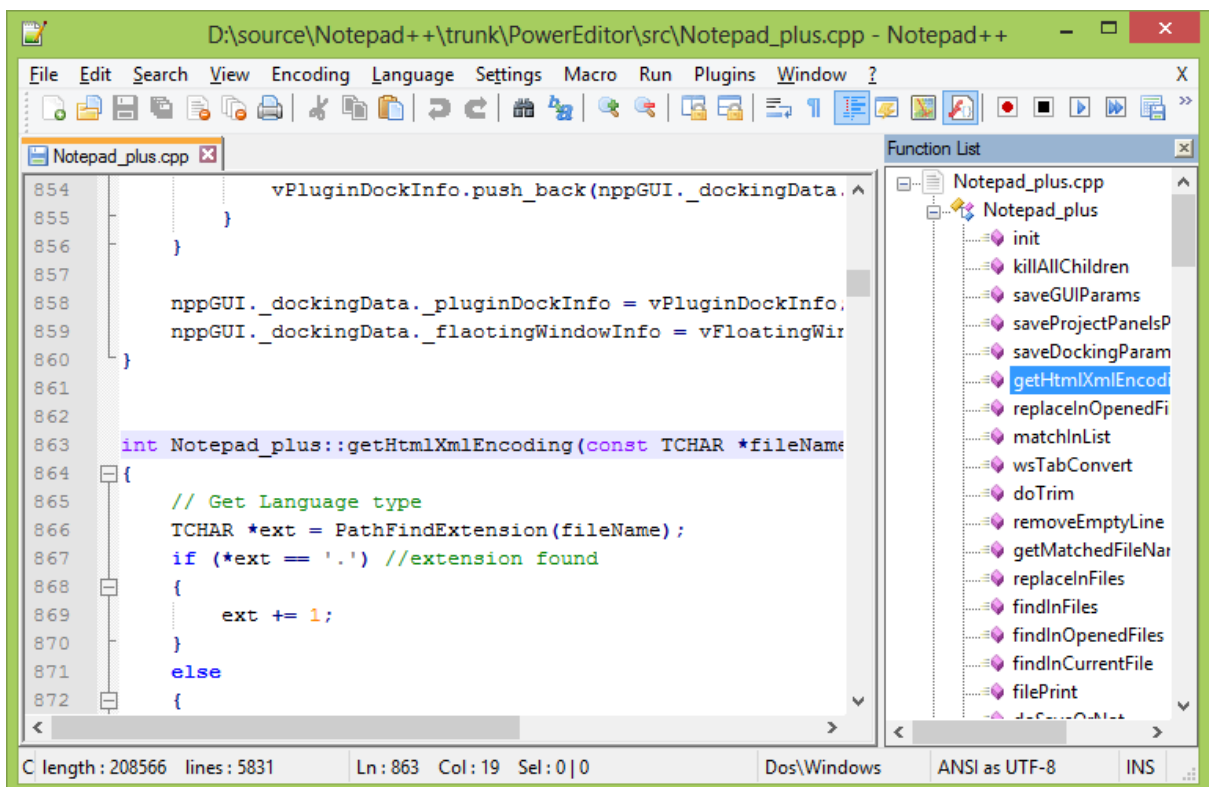 D:\source\Notepad++\trunk\PowerEditor\src\Notepad_plus.cpp - Notepad++
File Edit Search View Encoding Language Settings Macro Run Plugins Window ? X
Notepad_plus.cpp
854 vPluginDockInfo.push_back(nppGUI._dockingData.
855 }
856 }
857
858 nppGUI._dockingData._pluginDockInfo = vPluginDockInfo;
859 nppGUI._dockingData._flaotingWindowInfo = vFloatingWin
860 }
861
862
863 int Notepad_plus::getHtmlXmlEncoding(const TCHAR *fileName
864 {
865 // Get Language type
866 TCHAR *ext = PathFindExtension(fileName);
867 if (*ext == '.') //extension found
868 {
869 ext += 1;
870 }
871 else
872 {
Function List
Notepad_plus.cpp
Notepad_plus
init
killAllChildren
saveGUIParams
saveProjectPanelsP
saveDockingParam
getHtmlXmlEncodi
replaceInOpenedFi
matchInList
wsTabConvert
doTrim
removeEmptyLine
getMatchedFileNar
replaceInFiles
findInFiles
findInOpenedFiles
findInCurrentFile
filePrint
C length : 208566 lines : 5831 Ln : 863 Col : 19 Sel : 0 | 0 Dos\Windows ANSI as UTF-8 INS